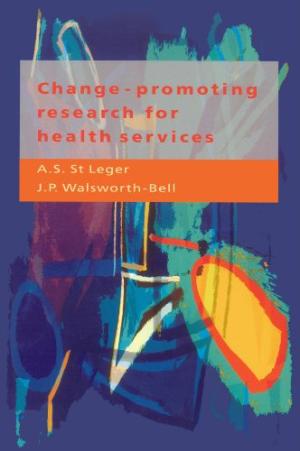 Change-promoting
research for
health services
A.S. St Leger
J.P. Walsworth-Bell